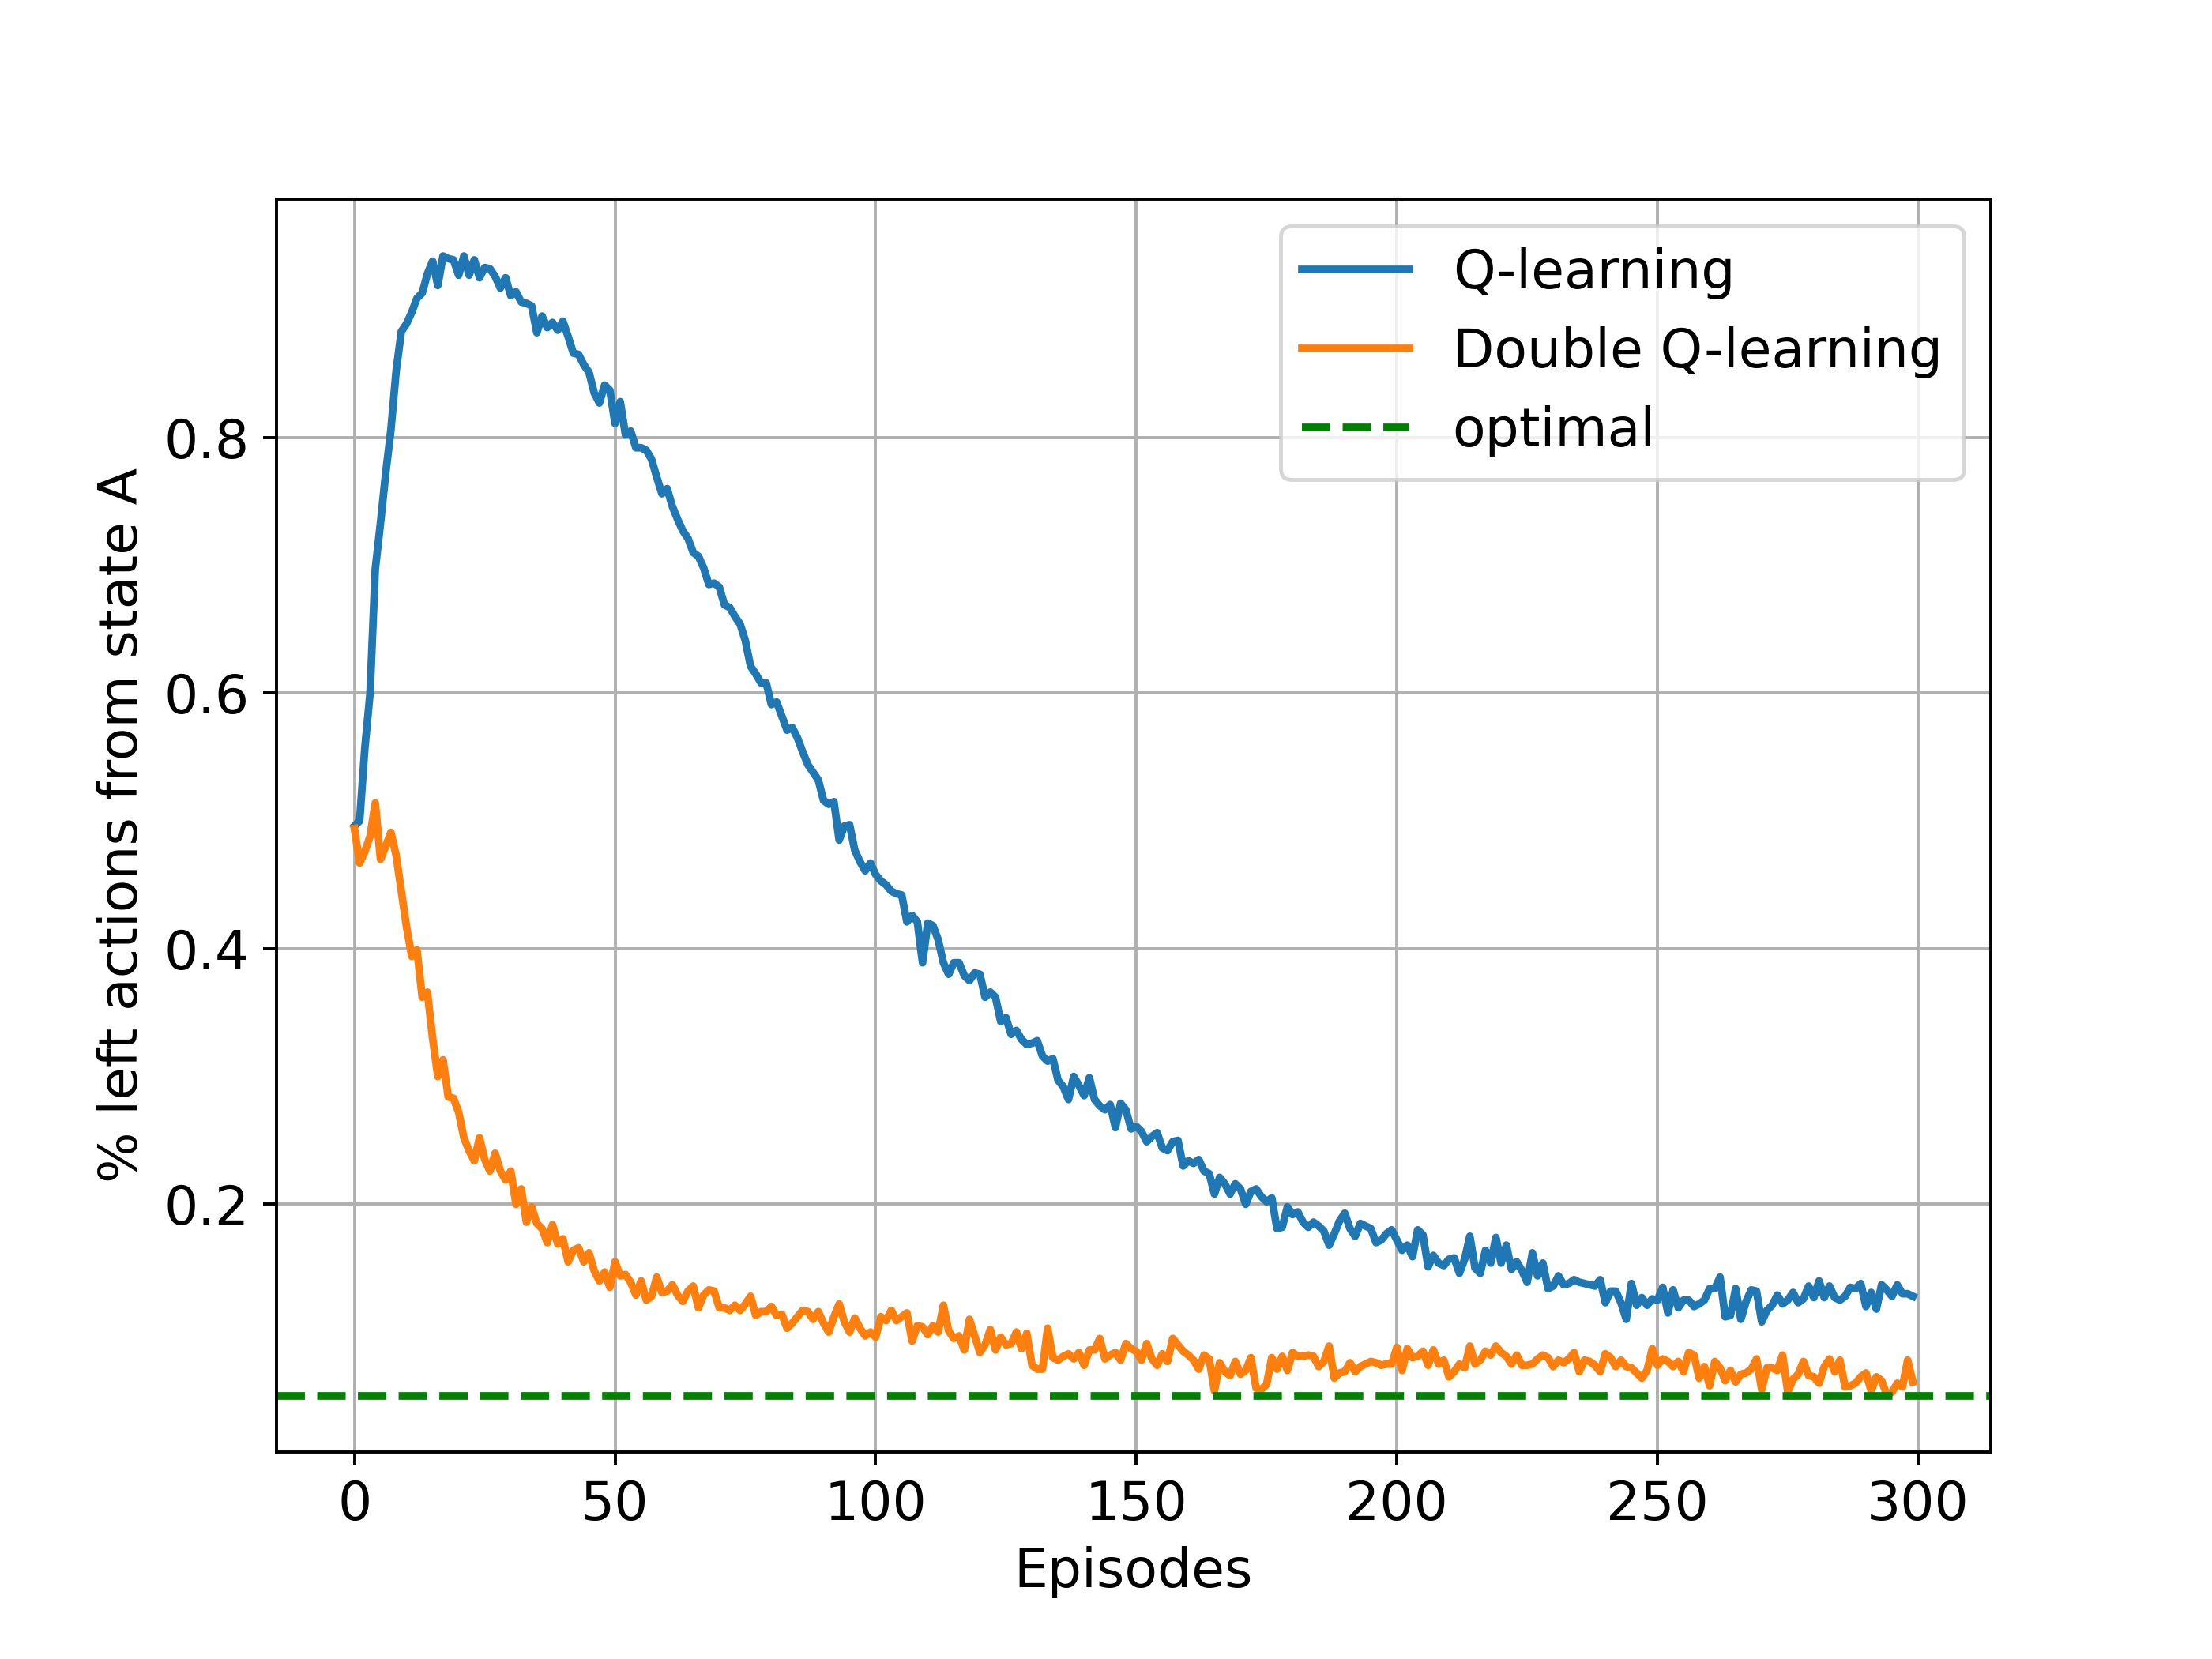 Q-learning
Double Q-learning
optimal
% left actions from state A
0.8
0.6
0.4
0.2
0 50 100 150 200 250 300
Episodes